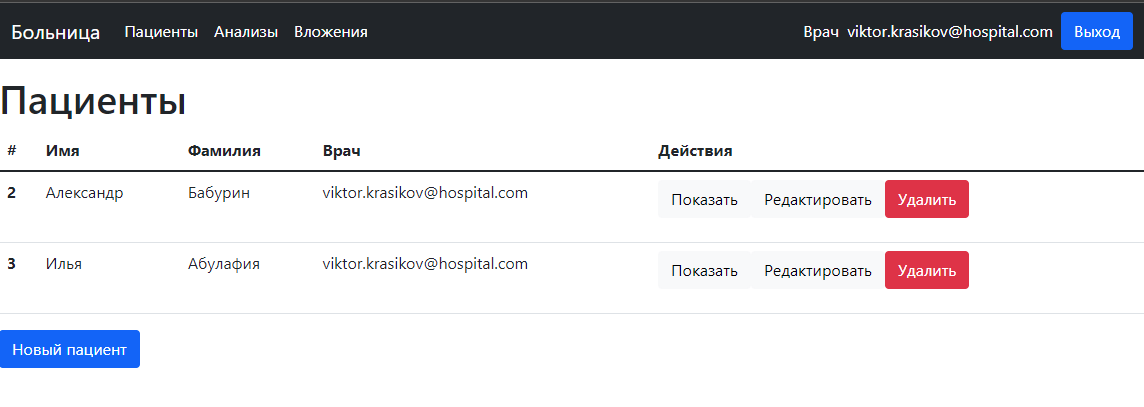 Больница Пациенты Анализы Вложения Врач viktor.krasikov@hospital.com Выход
Пациенты
# Имя Фамилия Врач Действия
2 Александр Бабурин viktor.krasikov@hospital.com Показать Редактировать Удалить
3 Илья Абулафия viktor.krasikov@hospital.com Показать Редактировать Удалить
Новый пациент